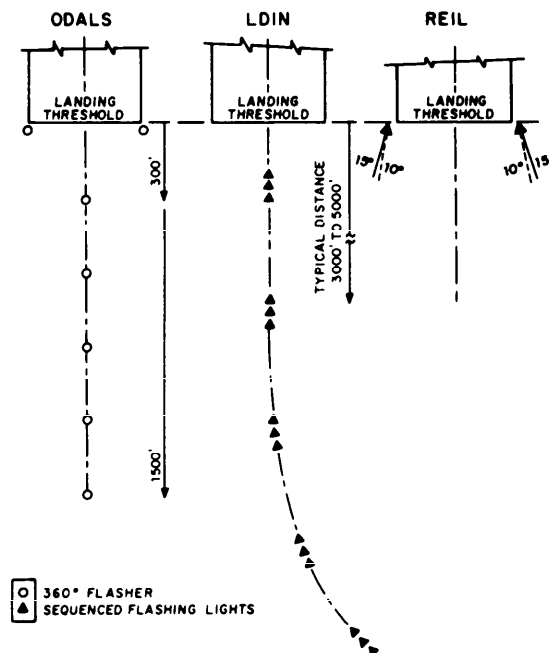 ODALS
LDIN
REIL
LANDING
THRESHOLD
LANDING
THRESHOLD
LANDING
THRESHOLD
300'
1500'
TYPICAL DISTANCE
3000' TO 5000'
15°
10°
10°
15
360° FLASHER
SEQUENCED FLASHING LIGHTS